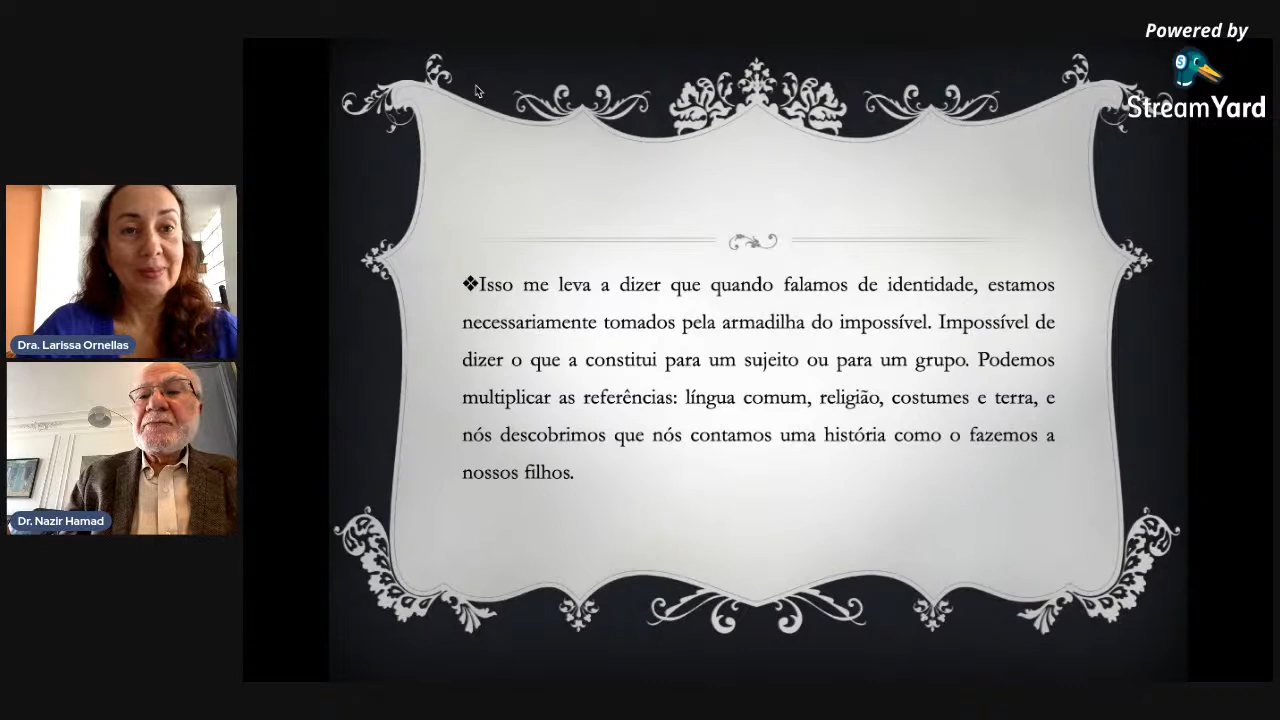 Powered by
StreamYard
Dra. Larissa Ornellas
Dr. Nazir Hamad
❖Isso me leva a dizer que quando falamos de identidade, estamos
necessariamente tomados pela armadilha do impossível. Impossível de
dizer o que a constitui para um sujeito ou para um grupo. Podemos
multiplicar as referências: língua comum, religião, costumes e terra, e
nós descobrimos que nós contamos uma história como o fazemos a
nossos filhos.